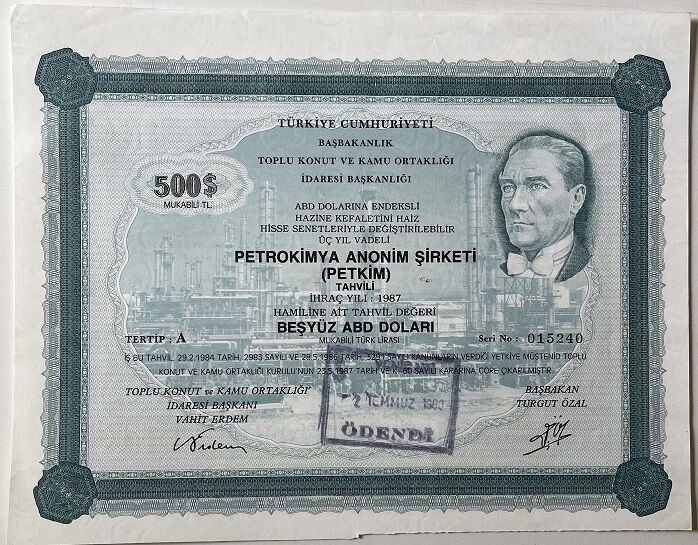 TÜRKİYE CUMHURİYETİ
BAŞBAKANLIK
TOPLU KONUT VE KAMU ORTAKLIĞI
İDARESİ BAŞKANLIĞI
500$
MUKABİLİ TL.
ABD DOLARINA ENDEKSLİ
HAZİNE KEFALETİNİ HAİZ
HİSSE SENETLERİYLE DEĞİŞTİRİLEBİLİR
ÜÇ YIL VADELİ
PETROKİMYA ANONİM ŞİRKETİ
(PETKİM)
TAHVİLİ
İHRAÇ YILI : 1987
HAMİLİNE AİT TAHVİL DEĞERİ
BEŞYÜZ ABD DOLARI
MUKABİLİ TÜRK LİRASI
TERTİP : A
Seri No : 015240
İŞ BU TAHVİL, 29.2.1984 TARİH, 2983 SAYILI VE 28.5.1986 TARİH, 3291 SAYILI KANUNLARIN VERDİĞİ YETKİYE MÜSTENİD TOPLU
KONUT VE KAMU ORTAKLIĞI KURULU'NUN 23.5.1987 TARİH VE K- 60 SAYILI KARARINA GÖRE ÇIKARILMIŞTIR.
TOPLU KONUT ve KAMU ORTAKLIĞI
İDARESİ BAŞKANI
VAHİT ERDEM
BAŞBAKAN
TURGUT ÖZAL
TEMMUZ
ÖDENDİ